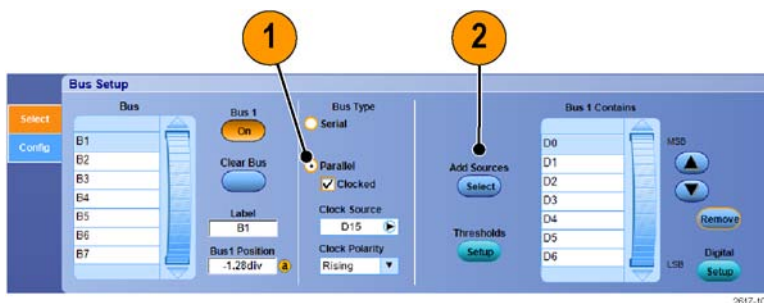 1
2
Bus Setup
Select
Config
Bus
B1
B2
B3
B4
B5
B6
B7
Bus 1
On
Clear Bus
Label
B1
Bus1 Position
-1.28div
a
Bus Type
Serial
Parallel
Clocked
Clock Source
D15
Clock Polarity
Rising
Add Sources
Select
Thresholds
Setup
Bus 1 Contains
D0
D1
D2
D3
D4
D5
D6
MSB
LSB
Remove
Digital
Setup